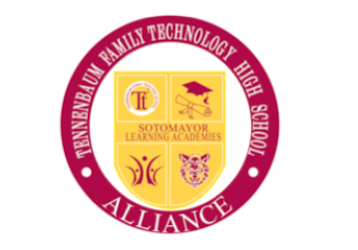 TENNENBAUM FAMILY TECHNOLOGY HIGH SCHOOL
SOTOMAYOR
LEARNING ACADEMIES
ALLIANCE